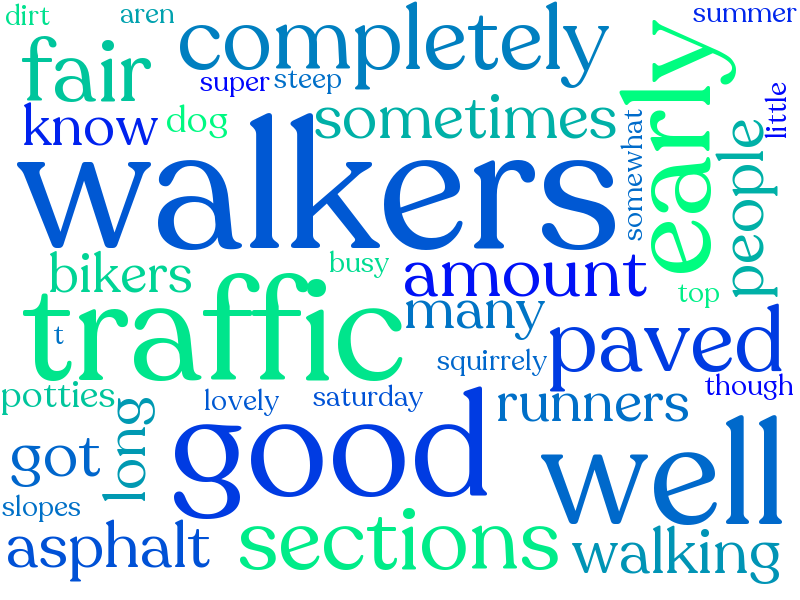 dirt
aren
completely
summer
fair
super
steep
early
little
know
dog
sometimes
somewhat
people
walkers
bikers
busy
amount
top
traffic
many
t
squirrely
paved
potties
long
lovely
saturday
runners
though
got
good
well
slopes
asphalt
sections
walking